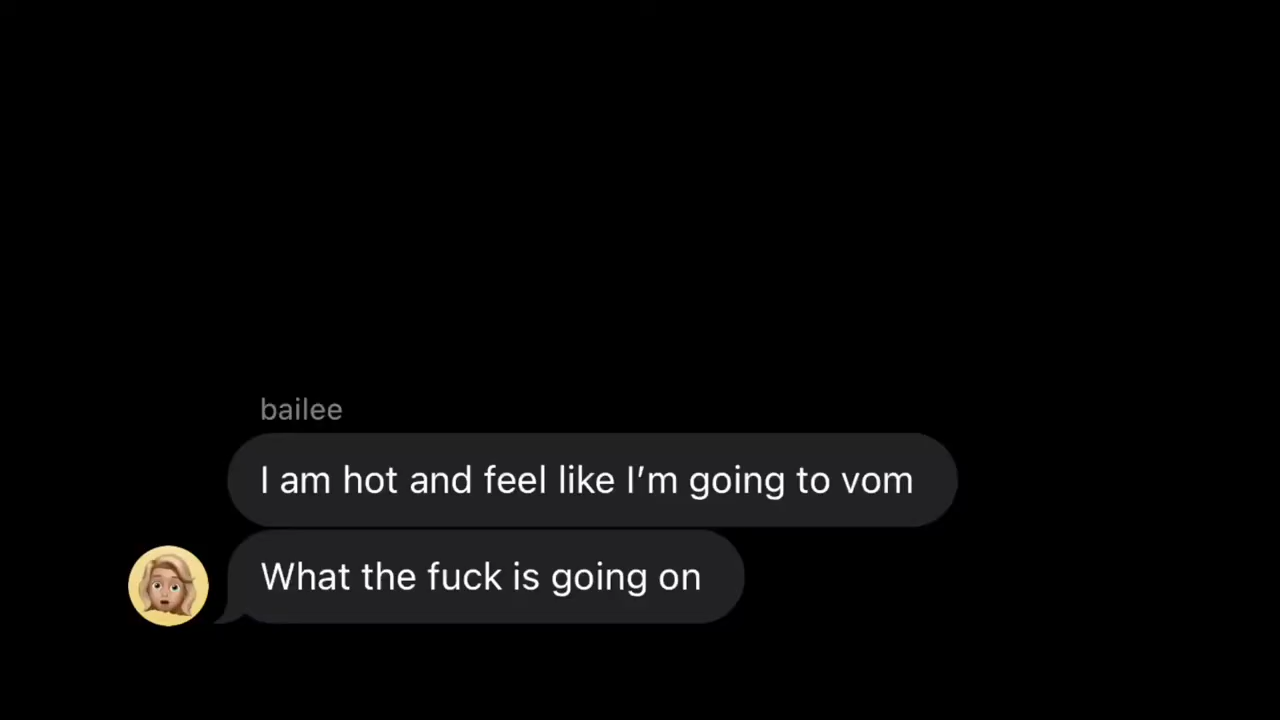 bailee
I am hot and feel like I’m going to vom
What the fuck is going on